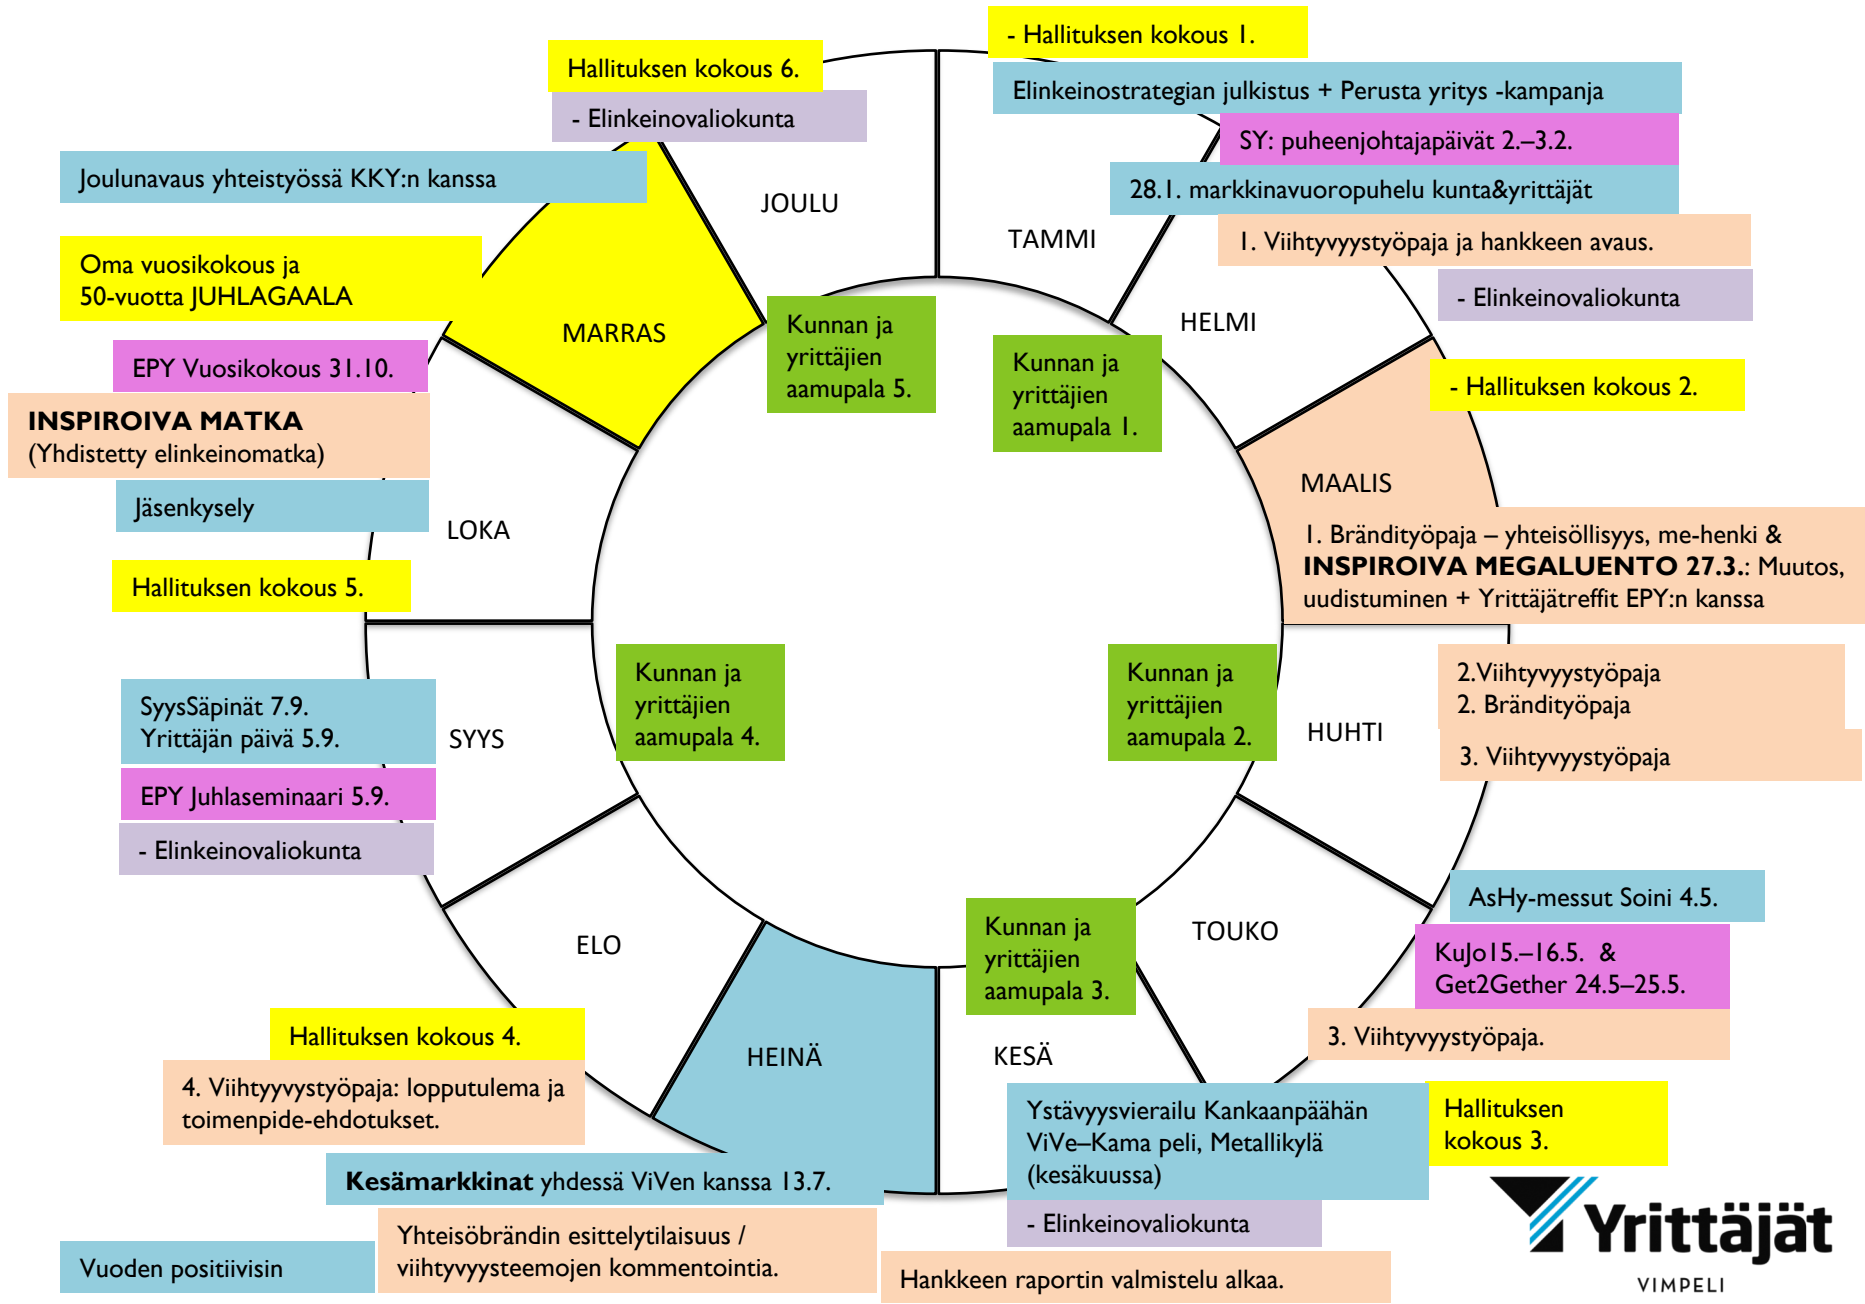 - Hallituksen kokous 1.
Elinkeinostrategian julkistus + Perusta yritys -kampanja
SY: puheenjohtajapäivät 2.–3.2.
28.1. markkinavuoropuhelu kunta&yrittäjät
1. Viihtyvyystyöpaja ja hankkeen avaus.
- Elinkeinovaliokunta
- Hallituksen kokous 2.
TAMMI
HELMI
MAALIS
1. Brändityöpaja – yhteisöllisyys, me-henki &
INSPIROIVA MEGALUENTO 27.3.: Muutos,
uudistuminen + Yrittäjätreffit EPY:n kanssa
2.Viihtyvyystyöpaja
2. Brändityöpaja
3. Viihtyvyystyöpaja
HUHTI
AsHy-messut Soini 4.5.
KuJo15.–16.5. &
Get2Gether 24.5–25.5.
3. Viihtyvyystyöpaja.
TOUKO
Hallituksen
kokous 3.
KESÄ
Ystävyysvierailu Kankaanpäähän
ViVe–Kama peli, Metallikylä
(kesäkuussa)
- Elinkeinovaliokunta
Hankkeen raportin valmistelu alkaa.
HEINÄ
Kesämarkkinat yhdessä ViVen kanssa 13.7.
Yhteisöbrändin esittelytilaisuus /
viihtyvyysteemojen kommentointia.
Vuoden positiivisin
ELO
Hallituksen kokous 4.
4. Viihtyyvystyöpaja: lopputulema ja
toimenpide-ehdotukset.
SYYS
SyysSäpinät 7.9.
Yrittäjän päivä 5.9.
EPY Juhlaseminaari 5.9.
- Elinkeinovaliokunta
LOKA
EPY Vuosikokous 31.10.
INSPIROIVA MATKA
(Yhdistetty elinkeinomatka)
Jäsenkysely
Hallituksen kokous 5.
MARRAS
Joulunavaus yhteistyössä KKY:n kanssa
Oma vuosikokous ja
50-vuotta JUHLAGAALA
JOULU
Hallituksen kokous 6.
- Elinkeinovaliokunta
Kunnan ja
yrittäjien
aamupala 1.
Kunnan ja
yrittäjien
aamupala 2.
Kunnan ja
yrittäjien
aamupala 3.
Kunnan ja
yrittäjien
aamupala 4.
Kunnan ja
yrittäjien
aamupala 5.
Yrittäjät
VIMPELI